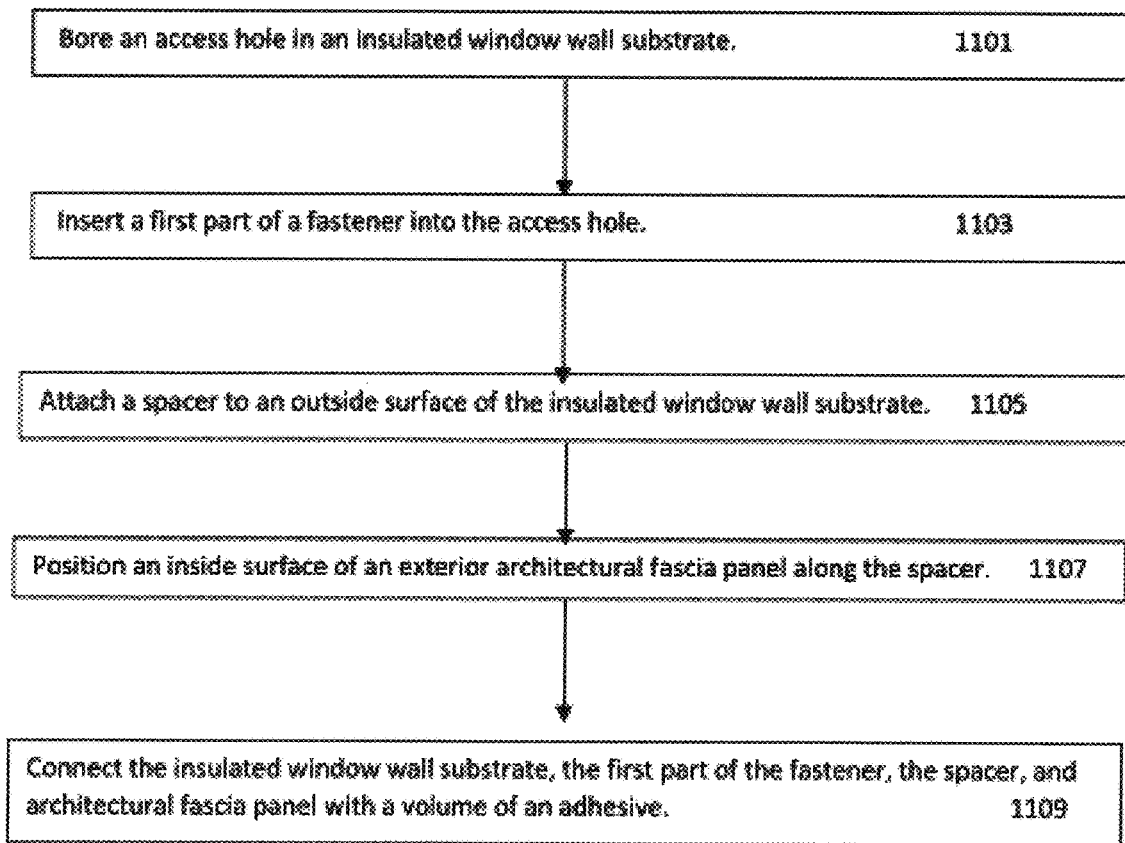 Bore an access hole in an insulated window wall substrate. 1101
Insert a first part of a fastener into the access hole. 1103
Attach a spacer to an outside surface of the insulated window wall substrate. 1105
Position an inside surface of an exterior architectural fascia panel along the spacer. 1107
Connect the insulated window wall substrate, the first part of the fastener, the spacer, and
architectural fascia panel with a volume of an adhesive. 1109